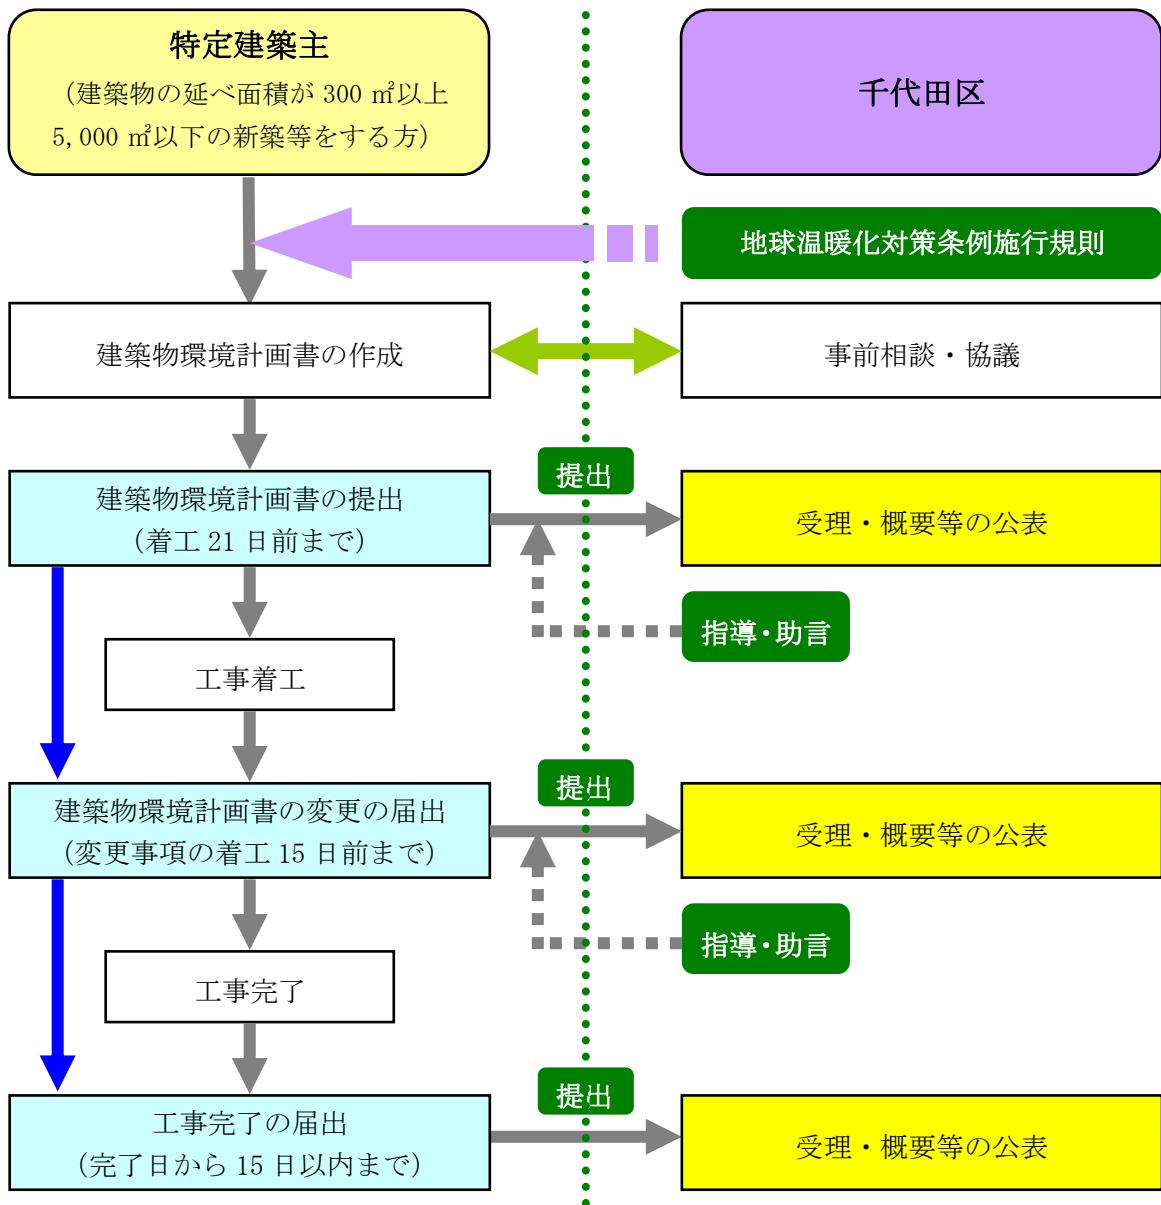 特定建築主
（建築物の延べ面積が 300 ㎡以上
5,000 ㎡以下の新築等をする方）
千代田区
地球温暖化対策条例施行規則
建築物環境計画書の作成
事前相談・協議
提出
建築物環境計画書の提出
（着工 21 日前まで）
受理・概要等の公表
指導・助言
工事着工
提出
建築物環境計画書の変更の届出
（変更事項の着工 15 日前まで）
受理・概要等の公表
指導・助言
工事完了
提出
工事完了の届出
（完了日から 15 日以内まで）
受理・概要等の公表